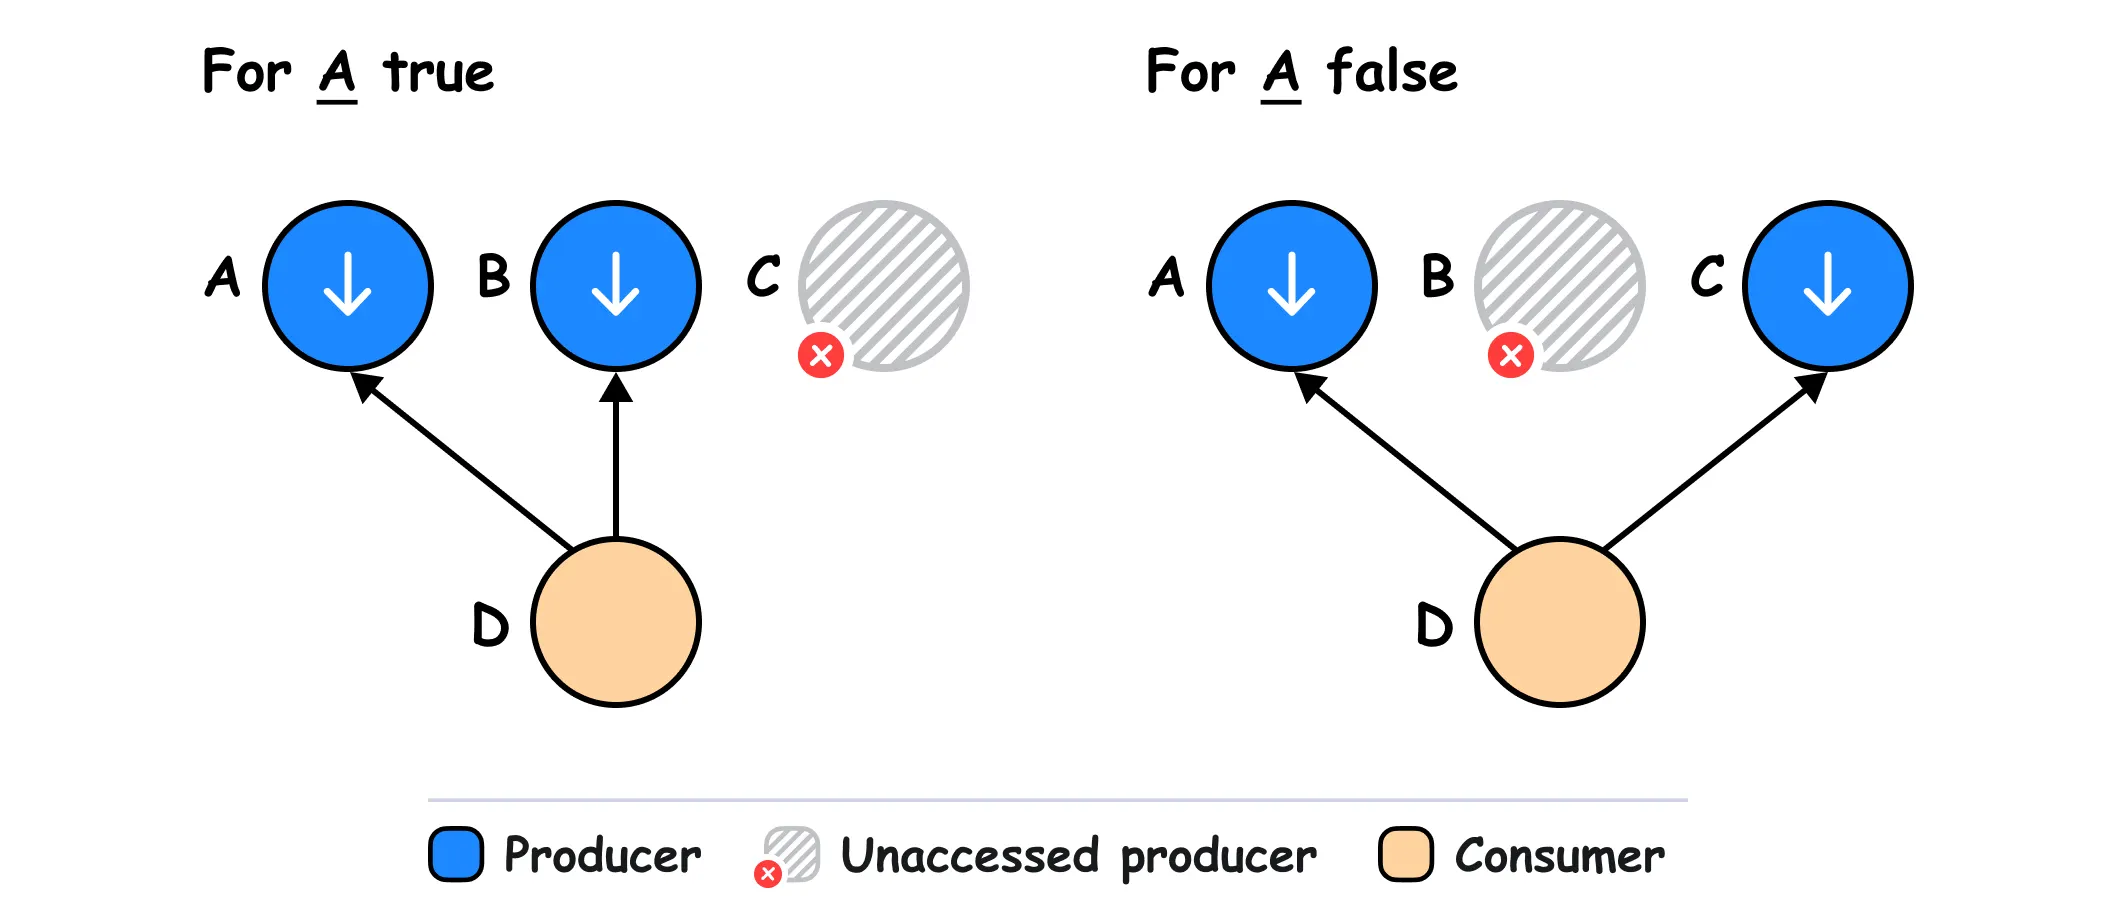 For A true
For A false
A
B
C
A
B
C
D
D
Producer
Unaccessed producer
Consumer